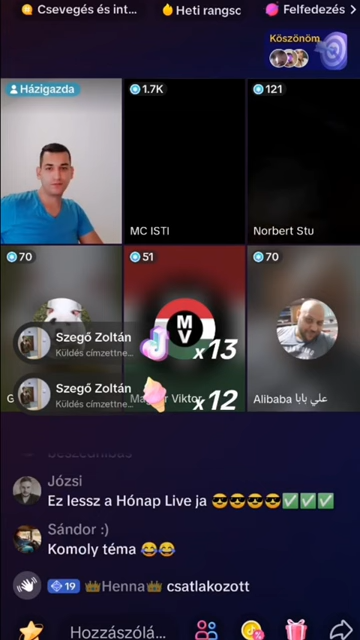 Csevegés és int...
Heti rangsc
Felfedezés
Köszönöm
Házigazda
1.7K
121
MC ISTI
Norbert Stu
70
51
70
MV
Szegő Zoltán
Küldés címzettne...
x13
Szegő Zoltán
Küldés címzettne...
x12
G
Viktor
Alibaba علي بابا
Józsi
Ez lessz a Hónap Live ja 😎😎😎😎✅✅✅
Sándor :)
Komoly téma 😂😂
19 👑Henna👑 csatlakozott
Hozzászólá...